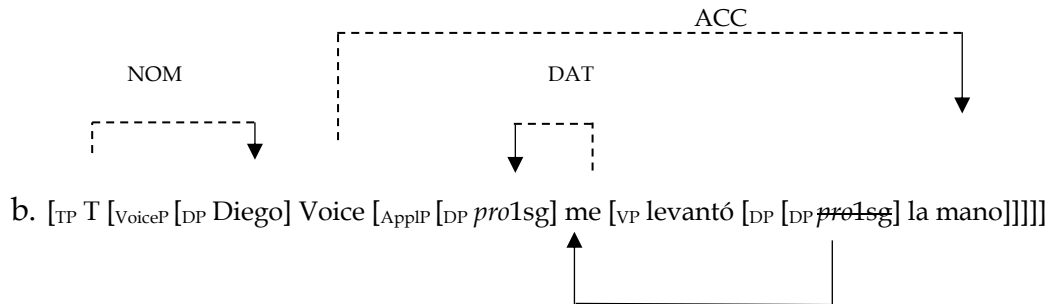 ACC
NOM DAT
b. [TP T [VoiceP [DP Diego] Voice [ApplP [DP pro1sg] me [VP levantó [DP [DP pro1sg] la mano]]]]]